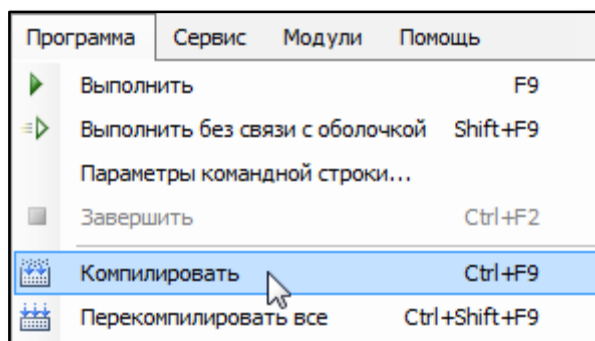 Программа Сервис Модули Помощь
Выполнить F9
Выполнить без связи с оболочкой Shift+F9
Параметры командной строки...
Завершить Ctrl+F2
Компилировать Ctrl+F9
Перекомпилировать все Ctrl+Shift+F9